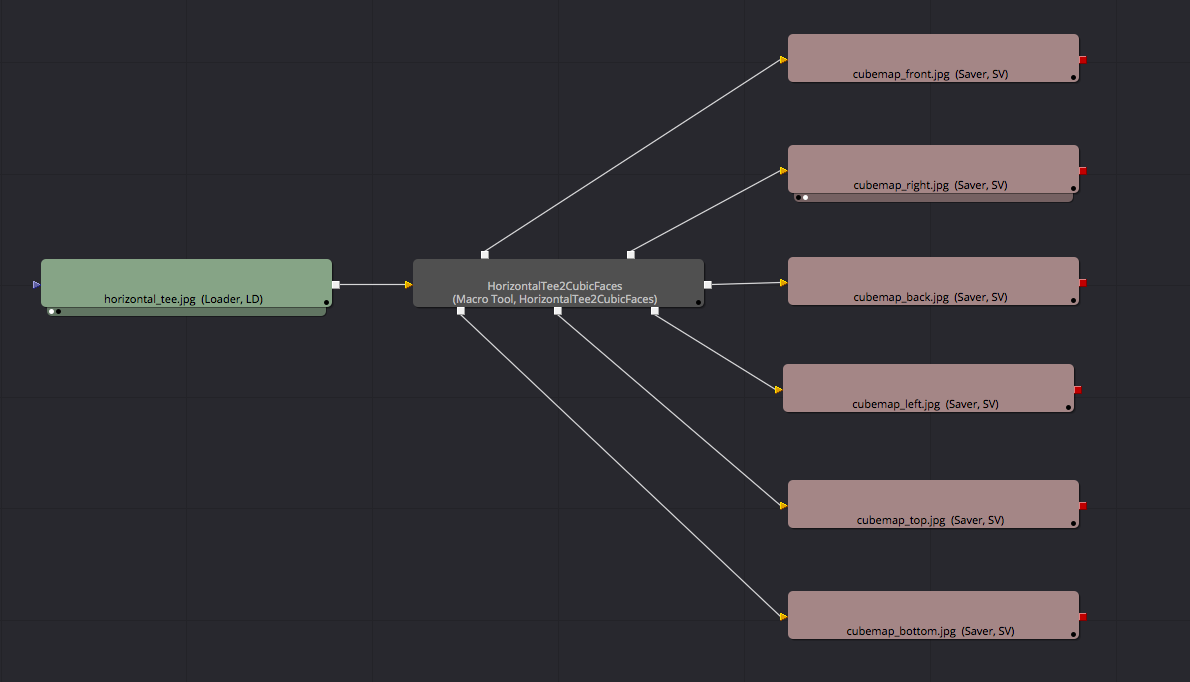 cubemap_front.jpg (Saver, SV)
cubemap_right.jpg (Saver, SV)
horizontal_tee.jpg (Loader, LD)
HorizontalTee2CubicFaces
(Macro Tool, HorizontalTee2CubicFaces)
cubemap_back.jpg (Saver, SV)
cubemap_left.jpg (Saver, SV)
cubemap_top.jpg (Saver, SV)
cubemap_bottom.jpg (Saver, SV)